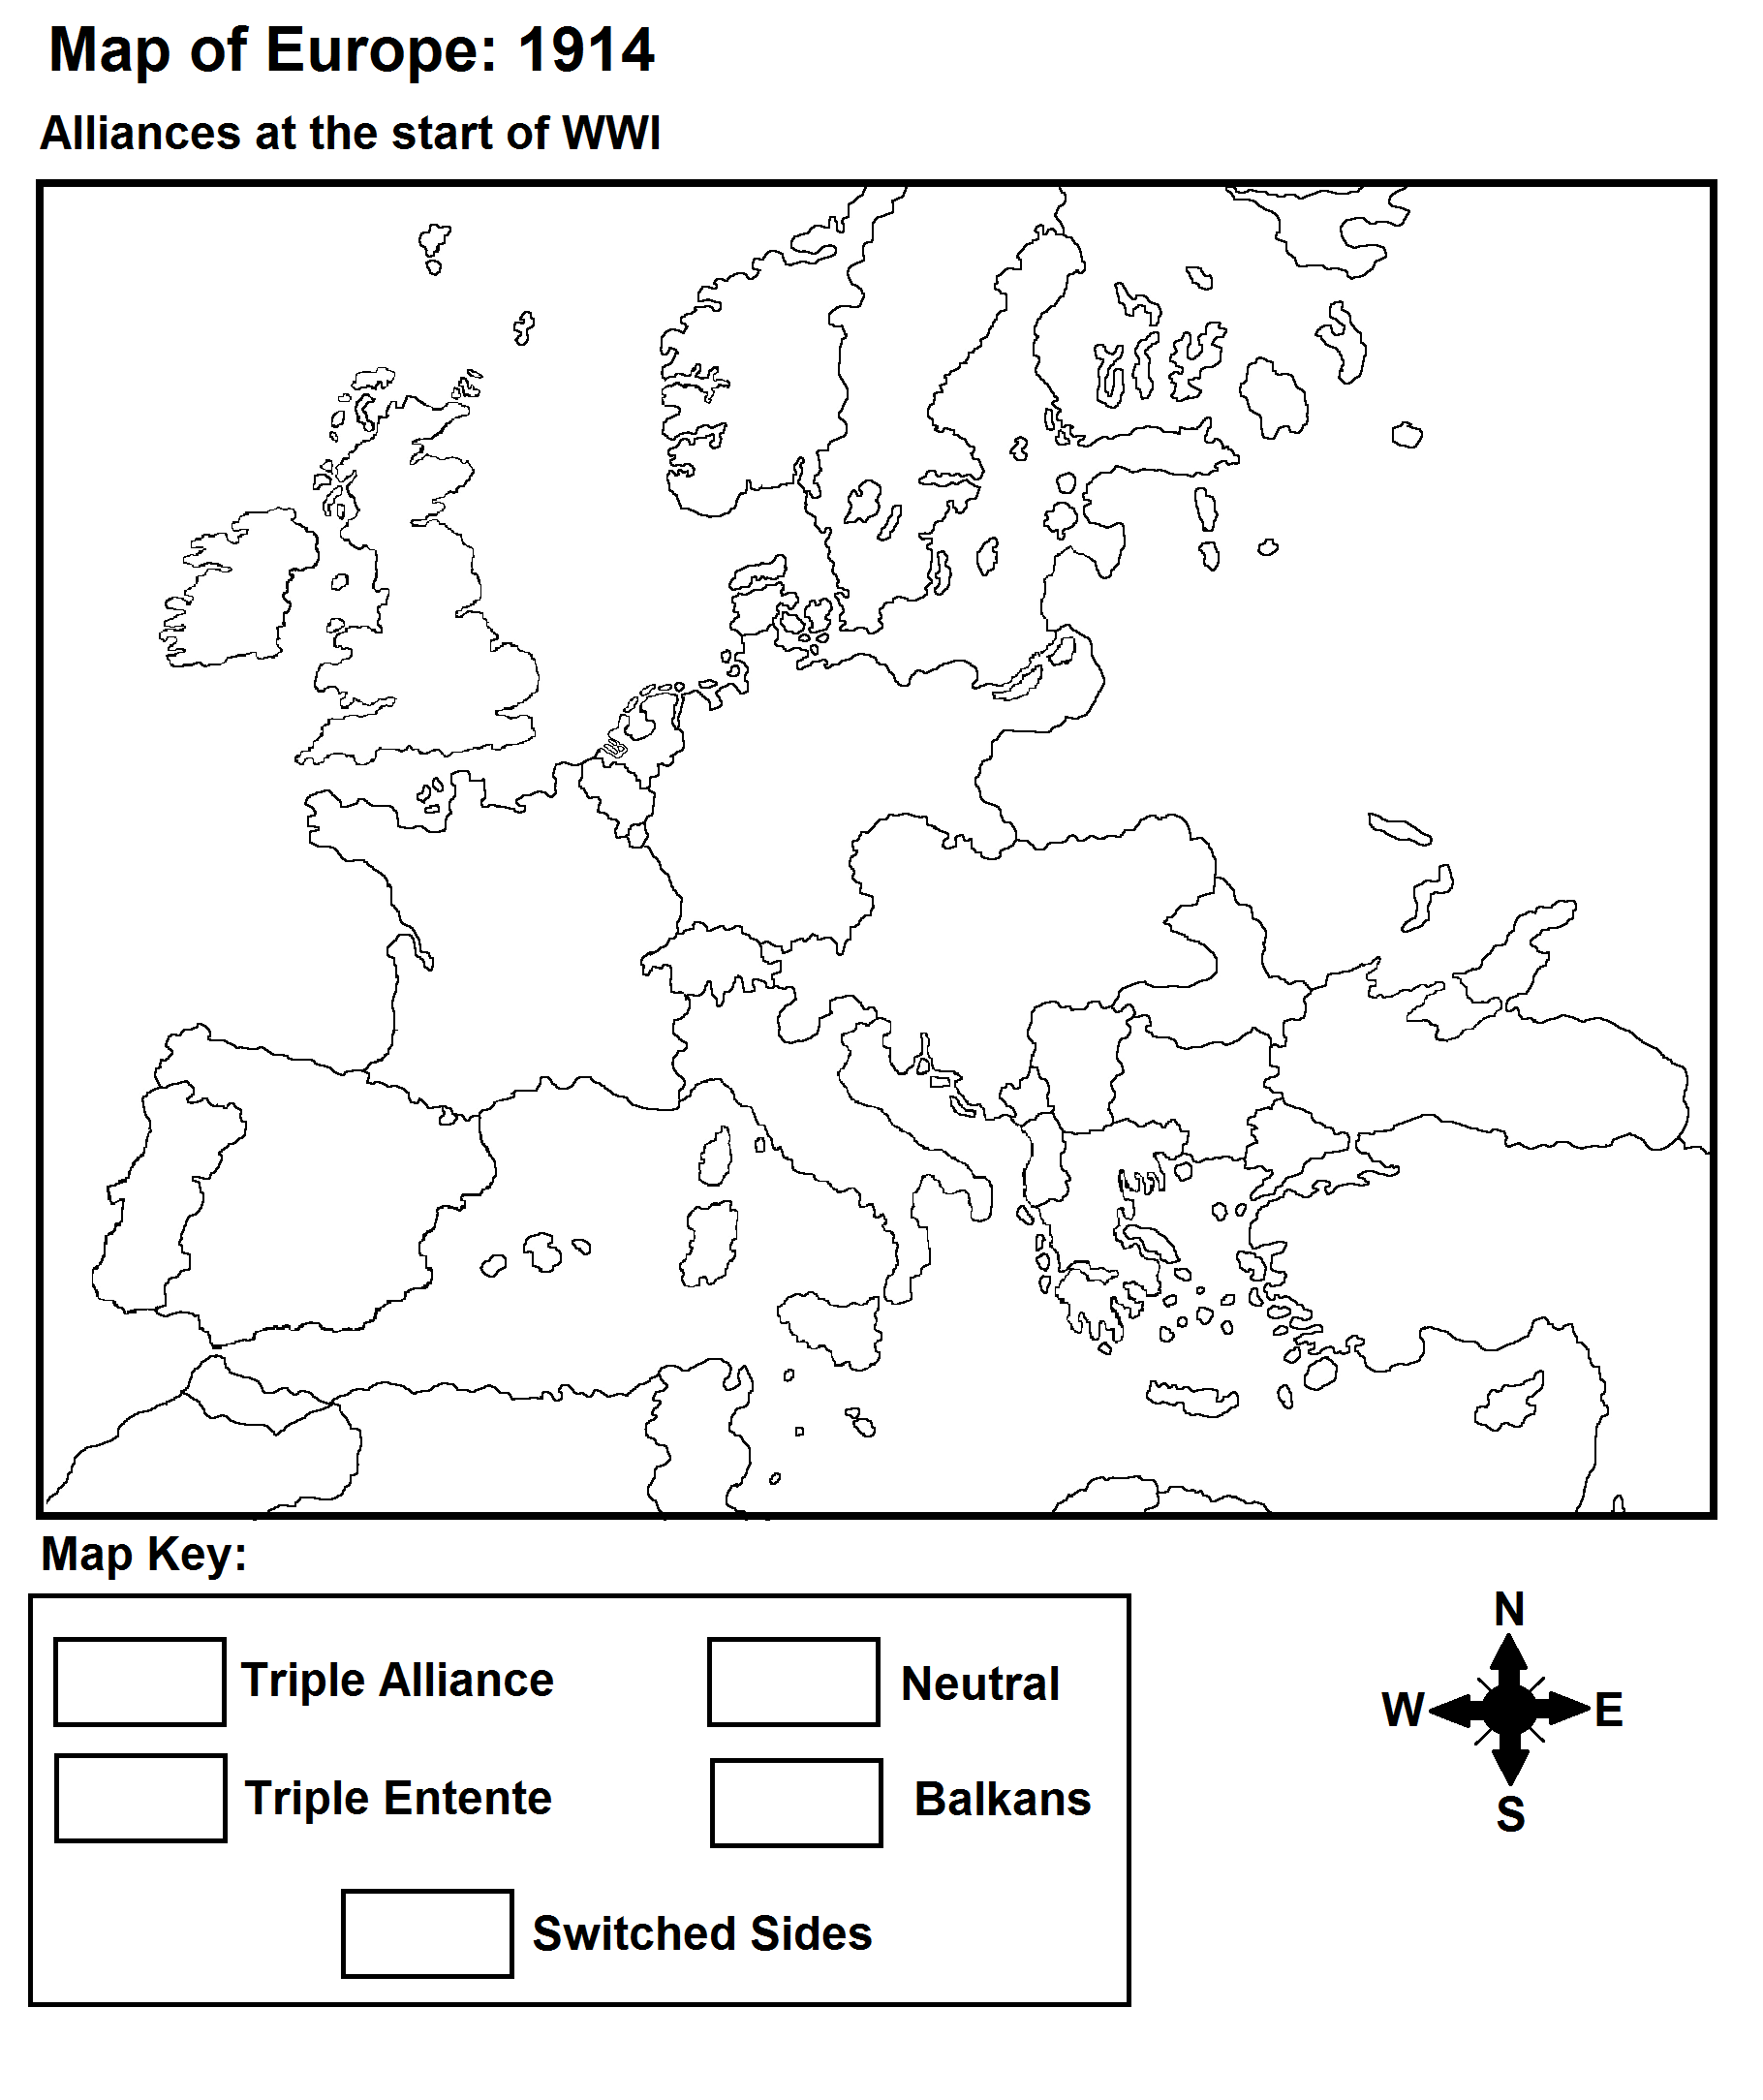 Map of Europe: 1914
Alliances at the start of WWI
Map Key:
Triple Alliance
Neutral
Triple Entente
Balkans
Switched Sides
N
W
E
S